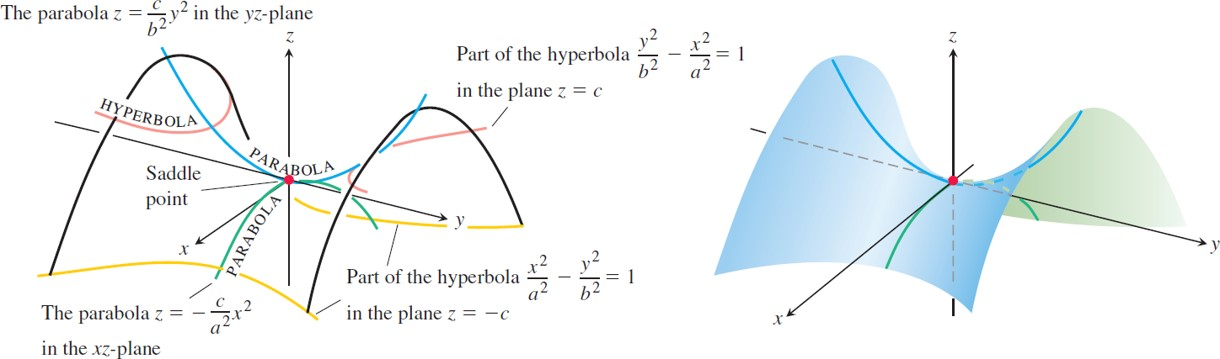 The parabola z = c/b² y² in the yz-plane
z
Part of the hyperbola y²/b² − x²/a² = 1
in the plane z = c
HYPERBOLA
PARABOLA
Saddle
point
PARABOLA
y
x
Part of the hyperbola x²/a² − y²/b² = 1
in the plane z = −c
The parabola z = −c/a² x²
in the xz-plane
z
y
x